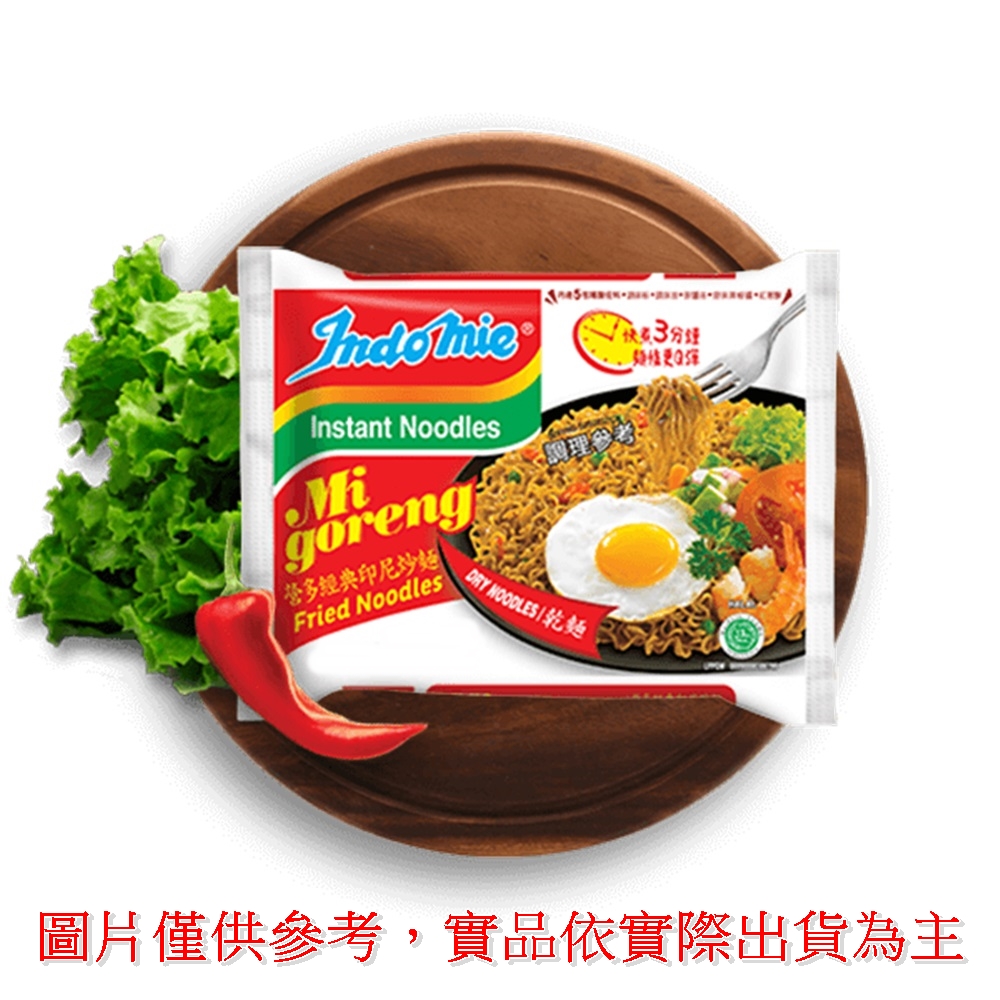 Indomie®
Instant Noodles
Mi
goreng
營多經典印尼炒麵
Fried Noodles
快煮3分鐘
麵條更Q彈
調理參考
DRY NOODLES/乾麵
圖片僅供參考，實品依實際出貨為主